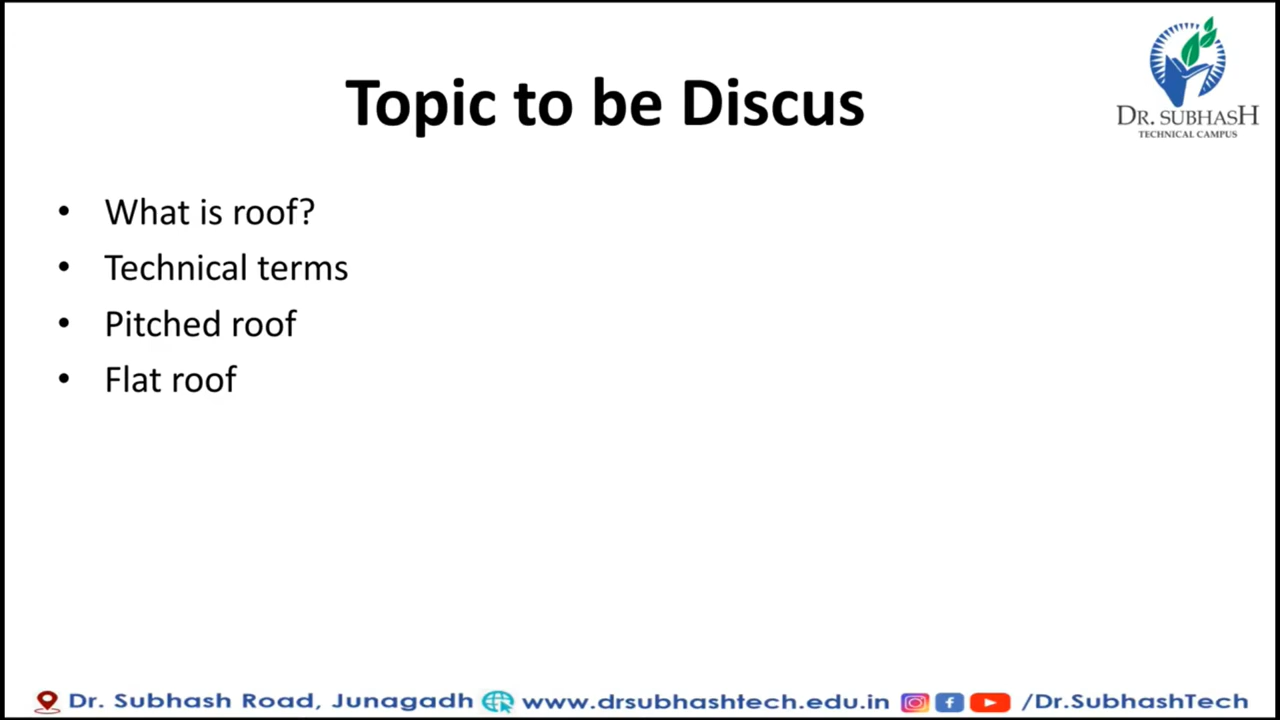 Topic to be Discus
DR. SUBHASH
TECHNICAL CAMPUS
• What is roof?
• Technical terms
• Pitched roof
• Flat roof
Dr. Subhash Road, Junagadh www.drsubhashtech.edu.in /Dr.SubhashTech